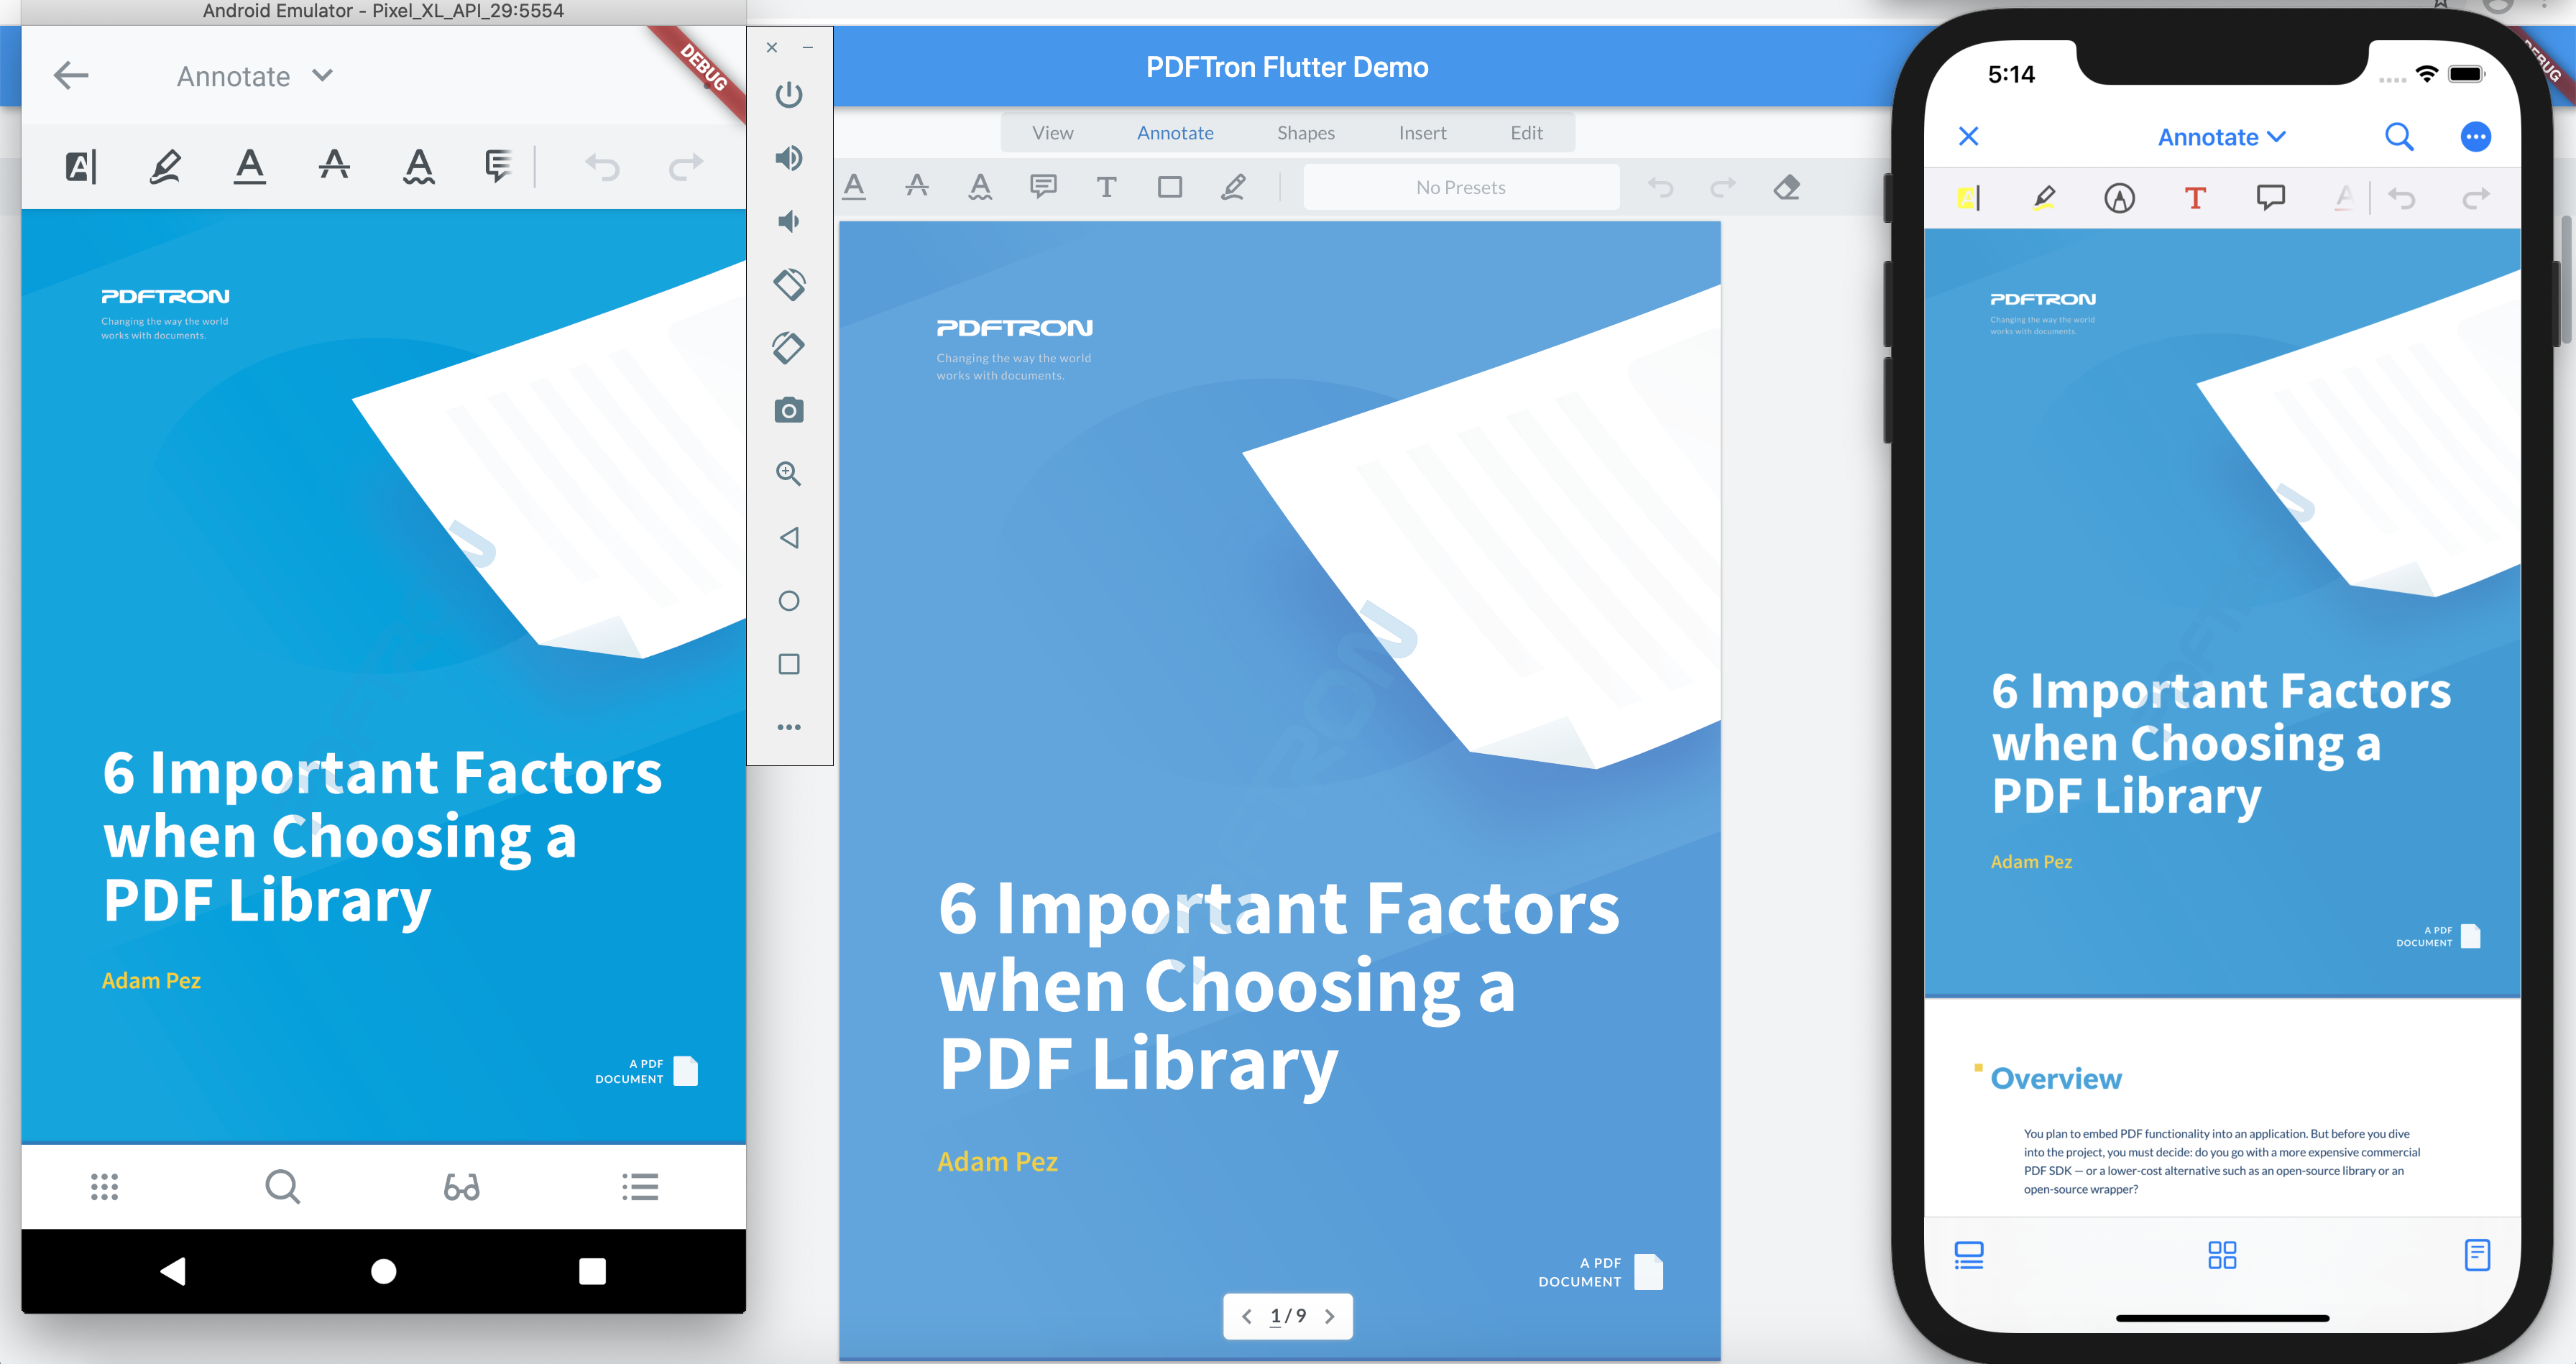 Android Emulator - Pixel_XL_API_29:5554
Annotate
DEBUG
PDFTRON
Changing the way the world
works with documents.
6 Important Factors
when Choosing a
PDF Library
Adam Pez
A PDF
DOCUMENT
PDFTron Flutter Demo
View Annotate Shapes Insert Edit
No Presets
PDFTRON
Changing the way the world
works with documents.
PDFTRON
6 Important Factors
when Choosing a
PDF Library
Adam Pez
A PDF
DOCUMENT
1 / 9
DEBUG
5:14
Annotate
PDFTRON
Changing the way the world
works with documents.
6 Important Factors
when Choosing a
PDF Library
Adam Pez
A PDF
DOCUMENT
Overview
You plan to embed PDF functionality into an application. But before you dive
into the project, you must decide: do you go with a more expensive commercial
PDF SDK — or a lower-cost alternative such as an open-source library or an
open-source wrapper?